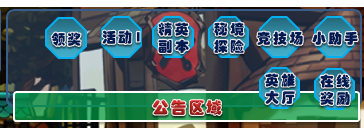 领奖
活动1
精英
副本
秘境
探险
竞技场
小助手
英雄
大厅
在线
奖励
公告区域